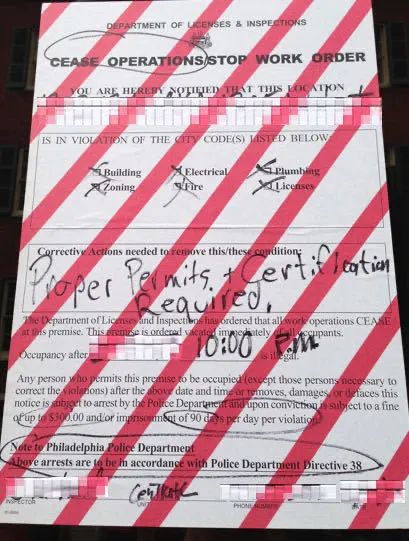 DEPARTMENT OF LICENSES & INSPECTIONS
CEASE OPERATIONS/STOP WORK ORDER
YOU ARE HEREBY NOTIFIED THAT THIS LOCATION
IS IN VIOLATION OF THE CITY CODE(S) LISTED BELOW:
Building Electrical Plumbing
Zoning Fire Licenses
Corrective Actions needed to remove this/these condition:
Proper Permits + Certification
Required.
The Department of Licenses and Inspections has ordered that all work operations CEASE
at this premise. This premise is ordered vacated immediately of all occupants.
Occupancy after 10:00 P.m is illegal.
Any person who permits this premise to be occupied (except those persons necessary to
correct the violations) after the above date and time or removes, damages, or defaces this
notice is subject to arrest by the Police Department and upon conviction is subject to a fine
of up to $300.00 and/or imprisonment of 90 days per day per violation.
Note to Philadelphia Police Department
Above arrests are to be in accordance with Police Department Directive 38
INSPECTOR UNIT PHONE NUMBER